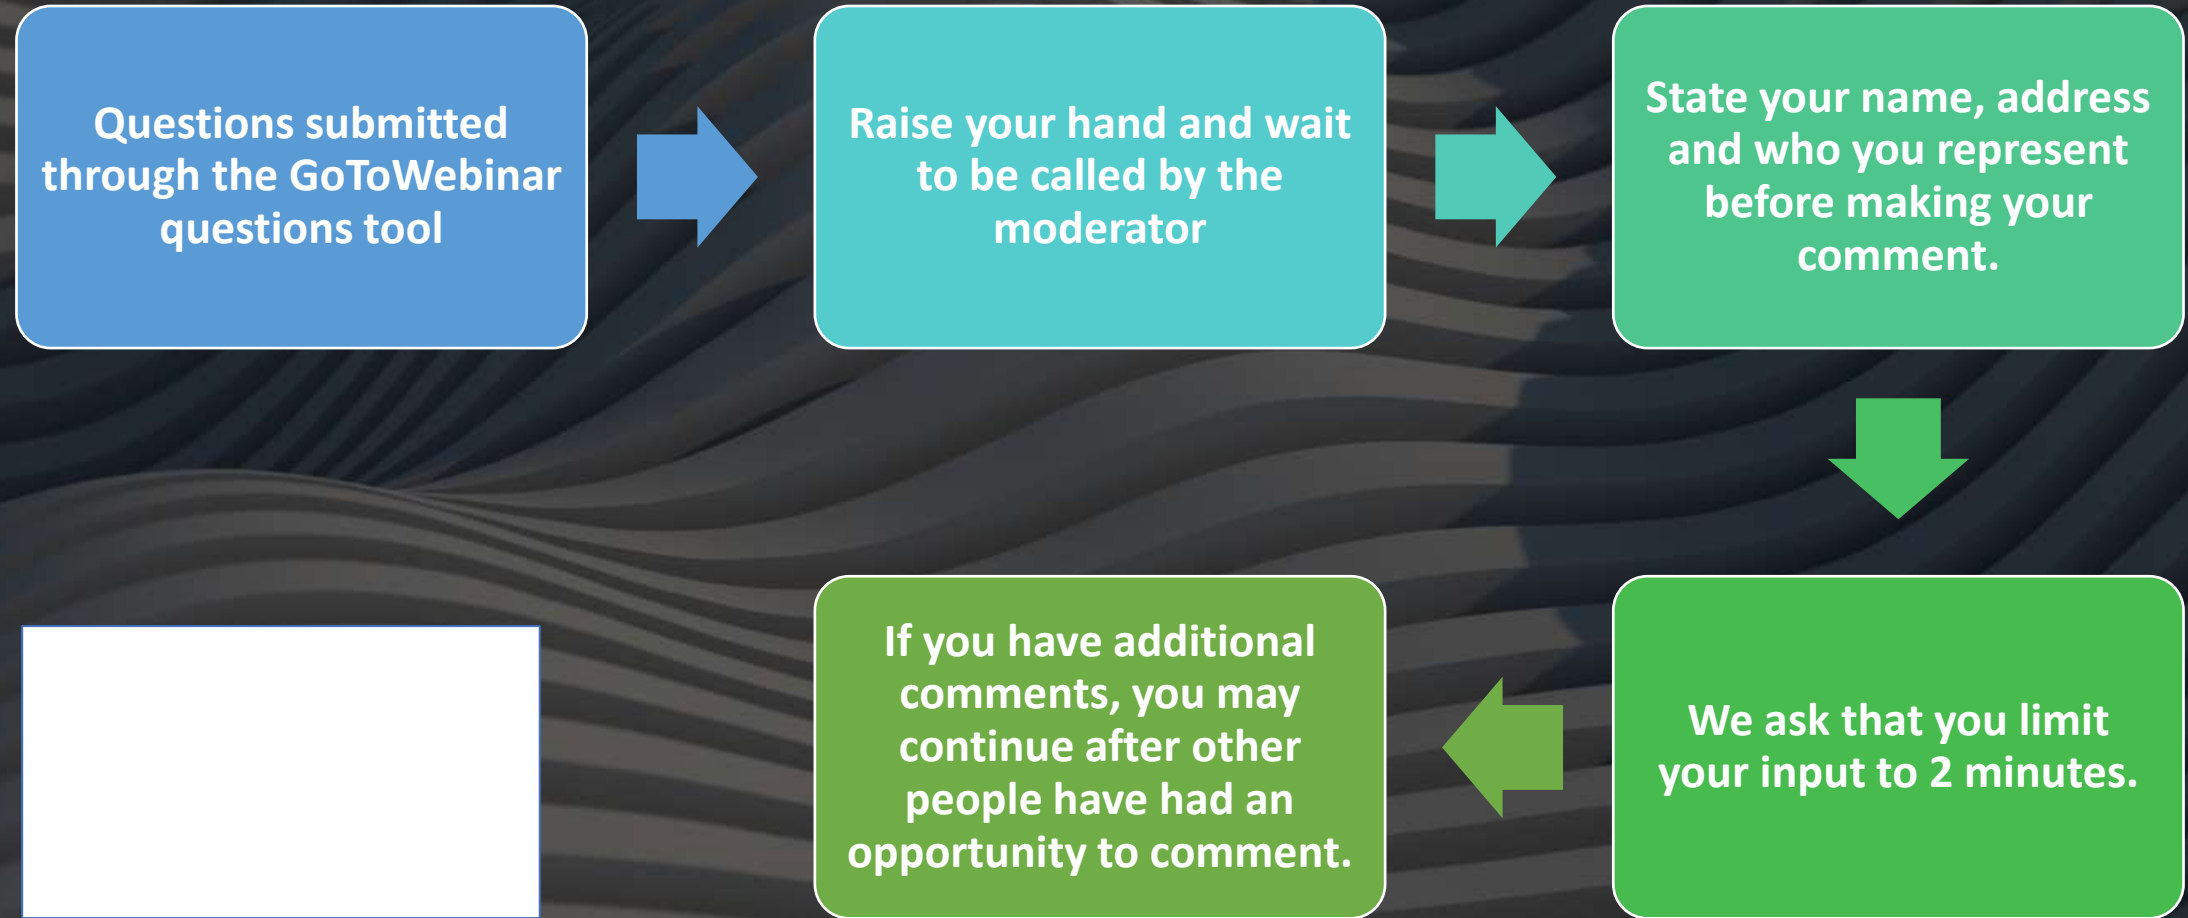 Questions submitted
through the GoToWebinar
questions tool
Raise your hand and wait
to be called by the
moderator
State your name, address
and who you represent
before making your
comment.
We ask that you limit
your input to 2 minutes.
If you have additional
comments, you may
continue after other
people have had an
opportunity to comment.